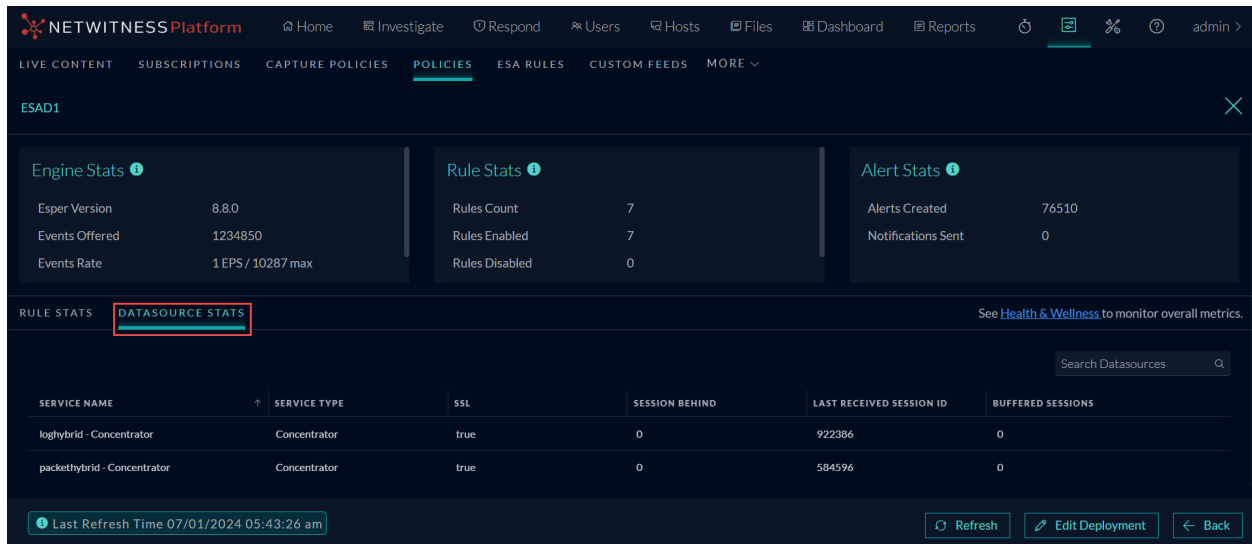 NETWITNESS Platform Home Investigate Respond Users Hosts Files Dashboard Reports admin >
LIVE CONTENT SUBSCRIPTIONS CAPTURE POLICIES POLICIES ESA RULES CUSTOM FEEDS MORE
ESAD1
Engine Stats Rule Stats Alert Stats
Esper Version 8.8.0 Rules Count 7 Alerts Created 76510
Events Offered 1234850 Rules Enabled 7 Notifications Sent 0
Events Rate 1 EPS / 10287 max Rules Disabled 0
RULE STATS DATASOURCE STATS See Health & Wellness to monitor overall metrics.
Search Datasources
SERVICE NAME SERVICE TYPE SSL SESSION BEHIND LAST RECEIVED SESSION ID BUFFERED SESSIONS
loghybrid - Concentrator Concentrator true 0 922386 0
packethybrid - Concentrator Concentrator true 0 584596 0
Last Refresh Time 07/01/2024 05:43:26 am Refresh Edit Deployment Back